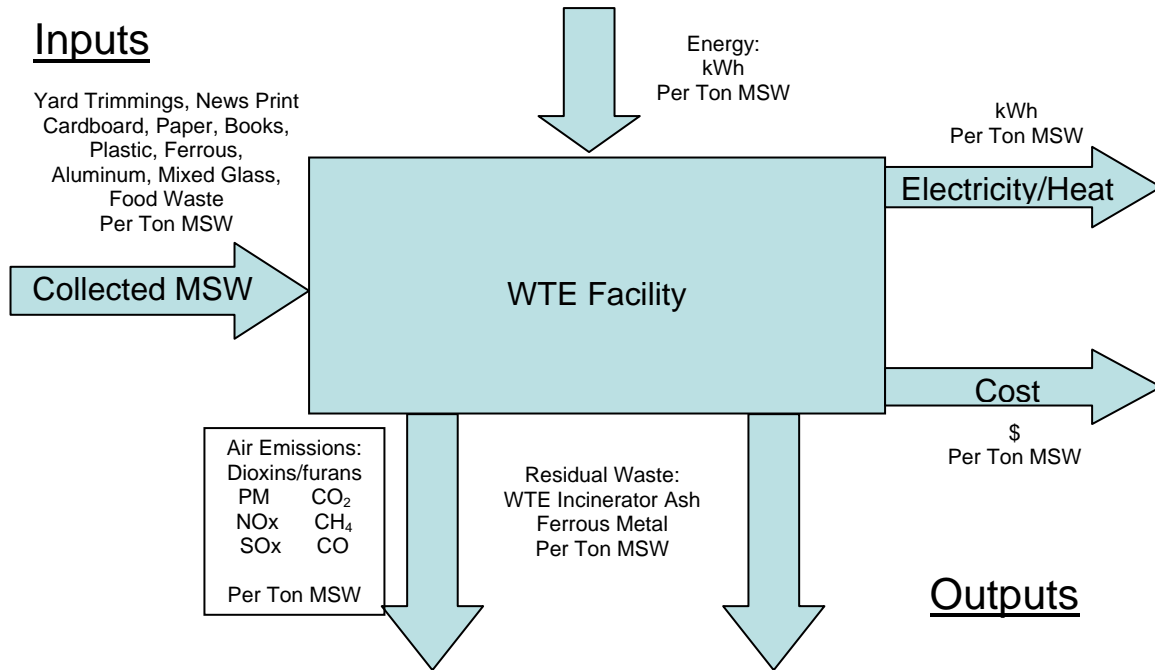 Inputs
Yard Trimmings, News Print
Cardboard, Paper, Books,
Plastic, Ferrous,
Aluminum, Mixed Glass,
Food Waste
Per Ton MSW
Collected MSW
Energy:
kWh
Per Ton MSW
WTE Facility
kWh
Per Ton MSW
Electricity/Heat
Cost
$
Per Ton MSW
Air Emissions:
Dioxins/furans
PM CO₂
NOx CH₄
SOx CO
Per Ton MSW
Residual Waste:
WTE Incinerator Ash
Ferrous Metal
Per Ton MSW
Outputs